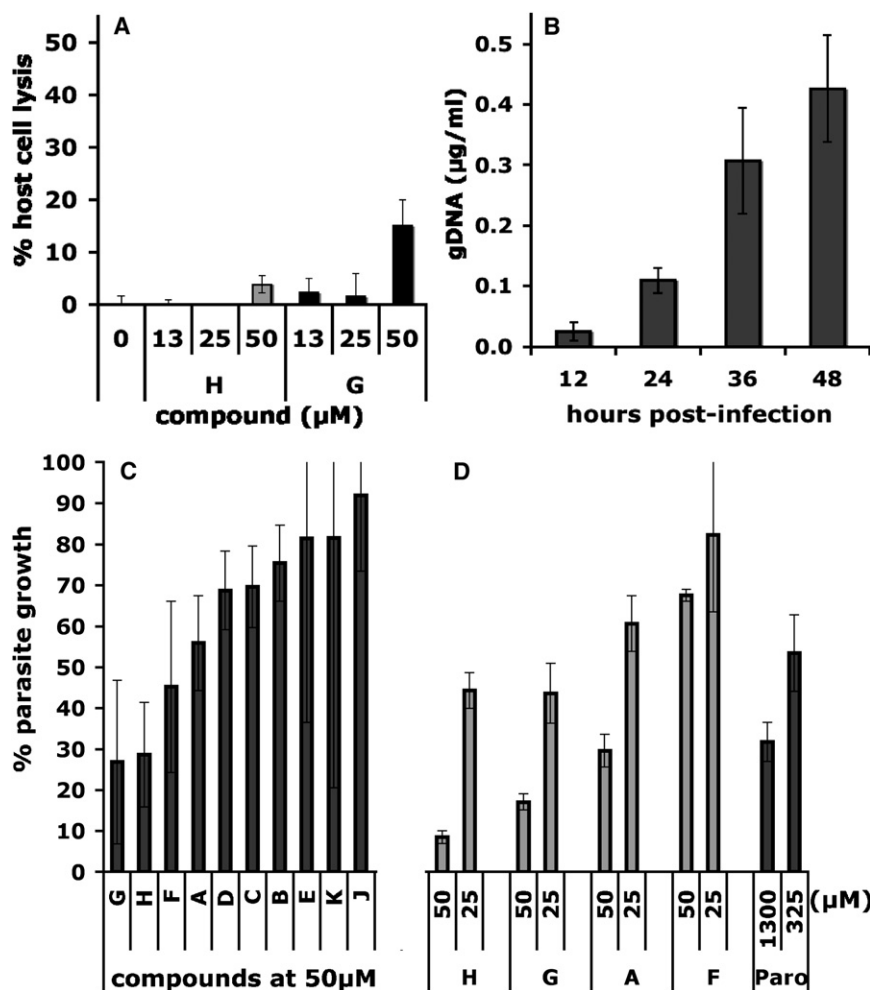 A
50
40
30
20
10
0
% host cell lysis
0 13 25 50 13 25 50
H G
compound (µM)
B
0.5
0.4
0.3
0.2
0.1
0.0
gDNA (µg/ml)
12 24 36 48
hours post-infection
C
100
90
80
70
60
50
40
30
20
10
0
% parasite growth
G H F A D C B E K J
compounds at 50µM
D
50 25 50 25 50 25 50 25 1300 325 (µM)
H G A F Paro